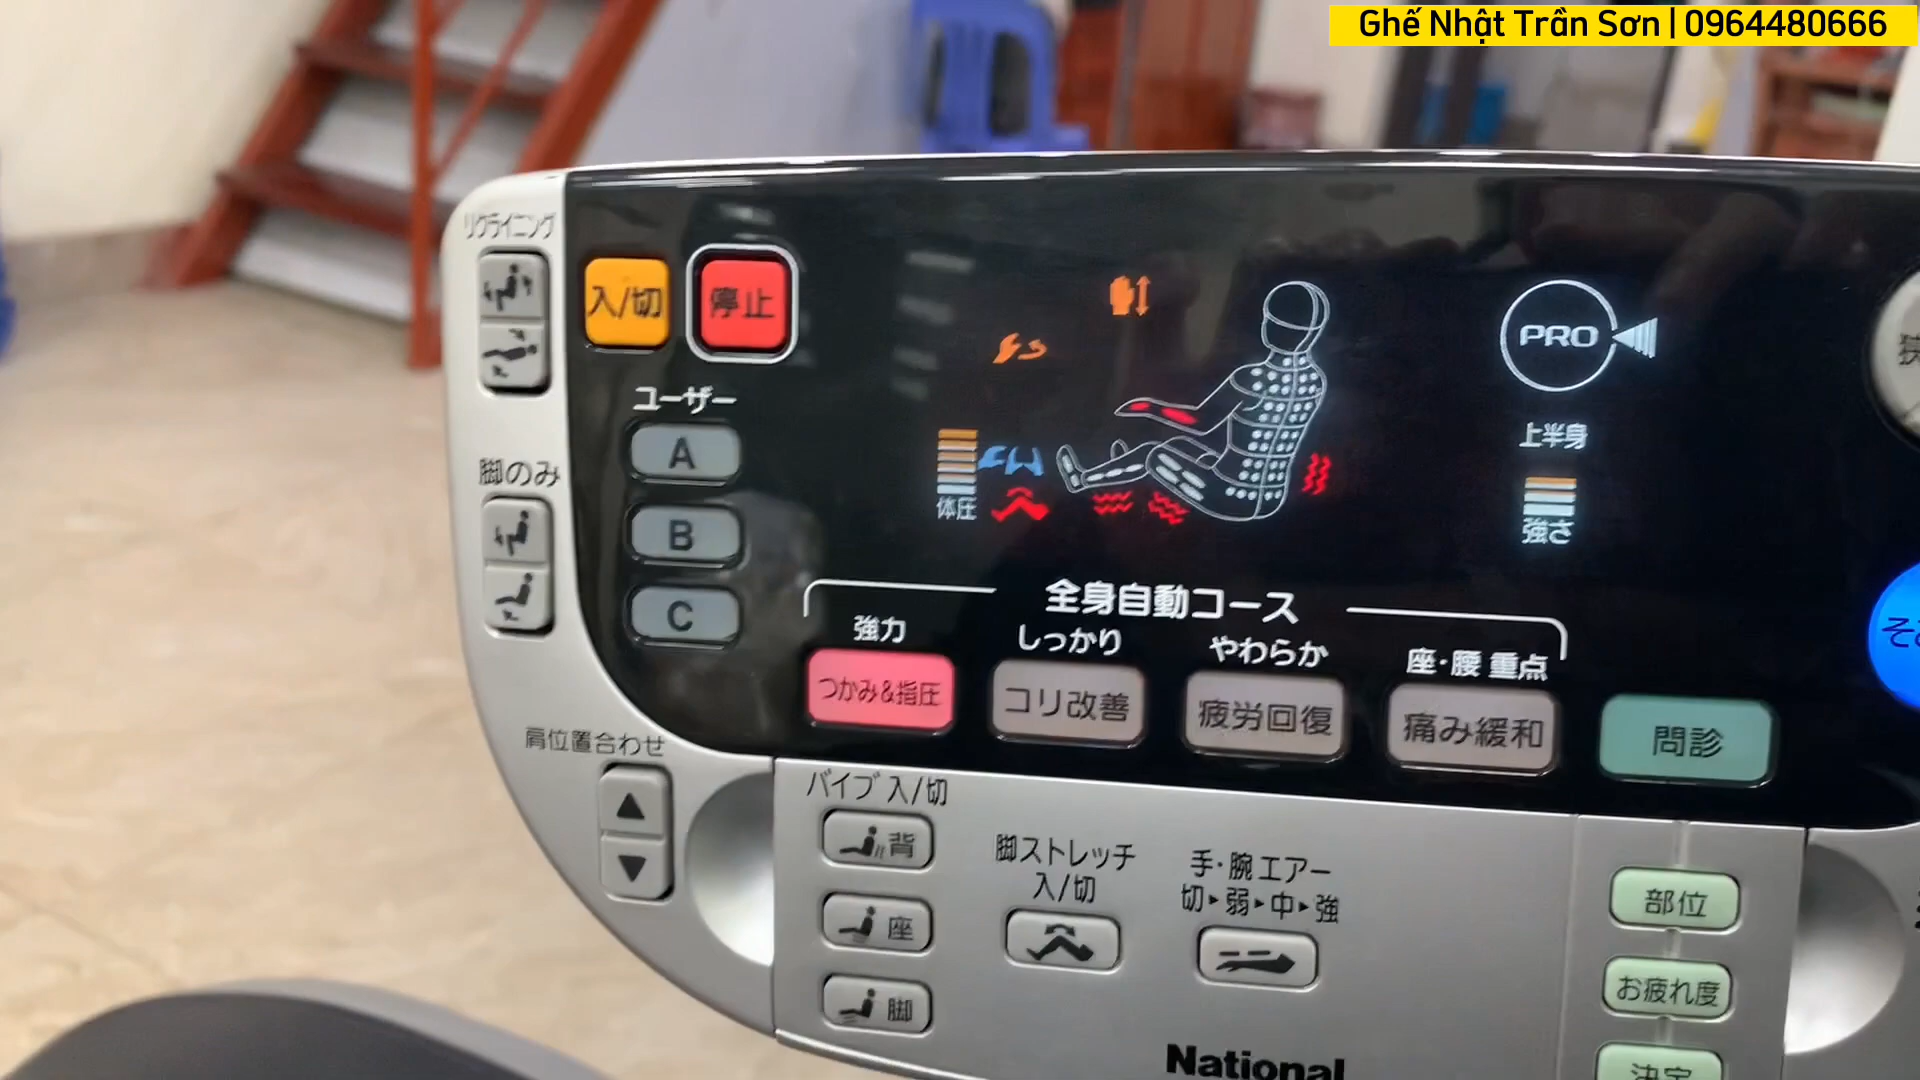 Ghế Nhật Trần Sơn | 0964480666
リクライニング
入/切
停止
PRO
ユーザー
A
上半身
脚のみ
体圧
B
強さ
C
全身自動コース
強力
しっかり
やわらか
座・腰 重点
つかみ&指圧
コリ改善
疲労回復
痛み緩和
問診
肩位置合わせ
▲
▼
バイブ 入/切
背
座
脚
脚ストレッチ
入/切
手・腕エアー
切▸弱▸中▸強
部位
お疲れ度
決定
National